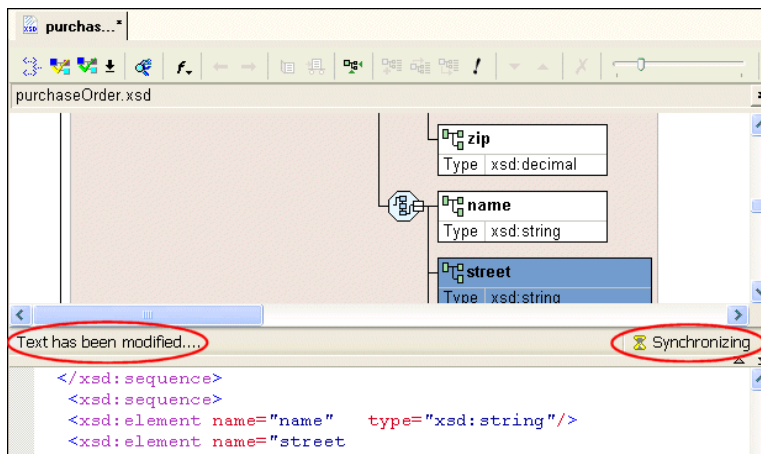 XSD purchas...*
f
purchaseOrder.xsd
zip
Type xsd:decimal
name
Type xsd:string
street
Type xsd:string
Text has been modified.... Synchronizing
</xsd:sequence>
<xsd:sequence>
<xsd:element name="name" type="xsd:string"/>
<xsd:element name="street